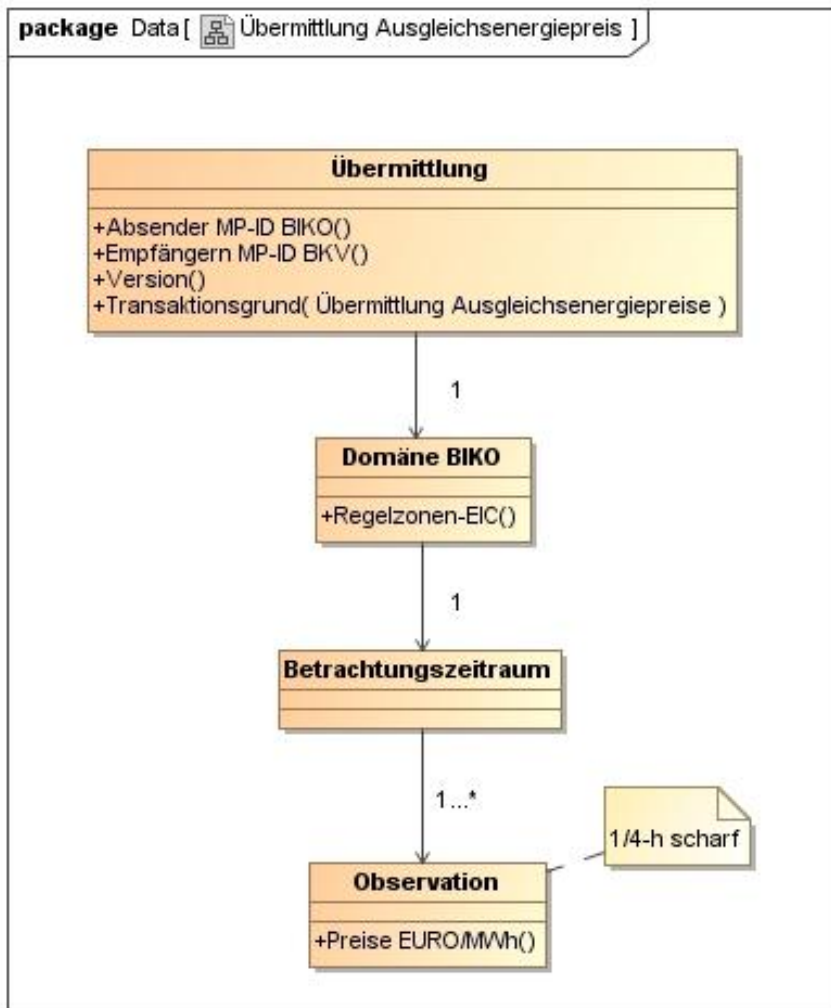 package Data [ Übermittlung Ausgleichsenergiepreis ]
Übermittlung
+Absender MP-ID BIKO()
+Empfängern MP-ID BKV()
+Version()
+Transaktionsgrund( Übermittlung Ausgleichsenergiepreise )
1
Domäne BIKO
+Regelzonen-EIC()
1
Betrachtungszeitraum
1...*
1/4-h scharf
Observation
+Preise EURO/MWh()